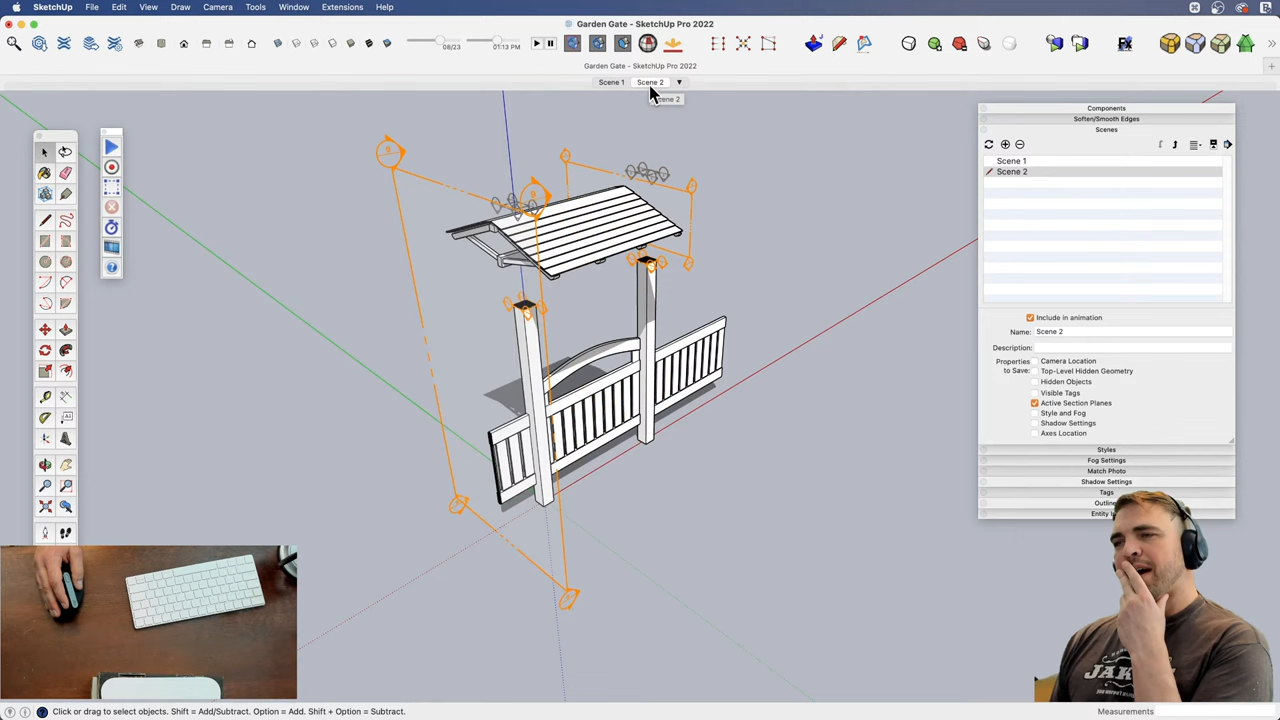 SketchUp File Edit View Draw Camera Tools Window Extensions Help
Garden Gate - SketchUp Pro 2022
08/23 01:13 PM
Garden Gate - SketchUp Pro 2022
Scene 1 Scene 2
Components
Soften/Smooth Edges
Scenes
Scene 1
Scene 2
Include in animation
Name: Scene 2
Description:
Properties to Save:
Camera Location
Top-Level Hidden Geometry
Hidden Objects
Visible Tags
Active Section Planes
Style and Fog
Shadow Settings
Axes Location
Styles
Fog Settings
Match Photo
Shadow Settings
Tags
Click or drag to select objects. Shift = Add/Subtract. Option = Add. Shift + Option = Subtract.
Measurements